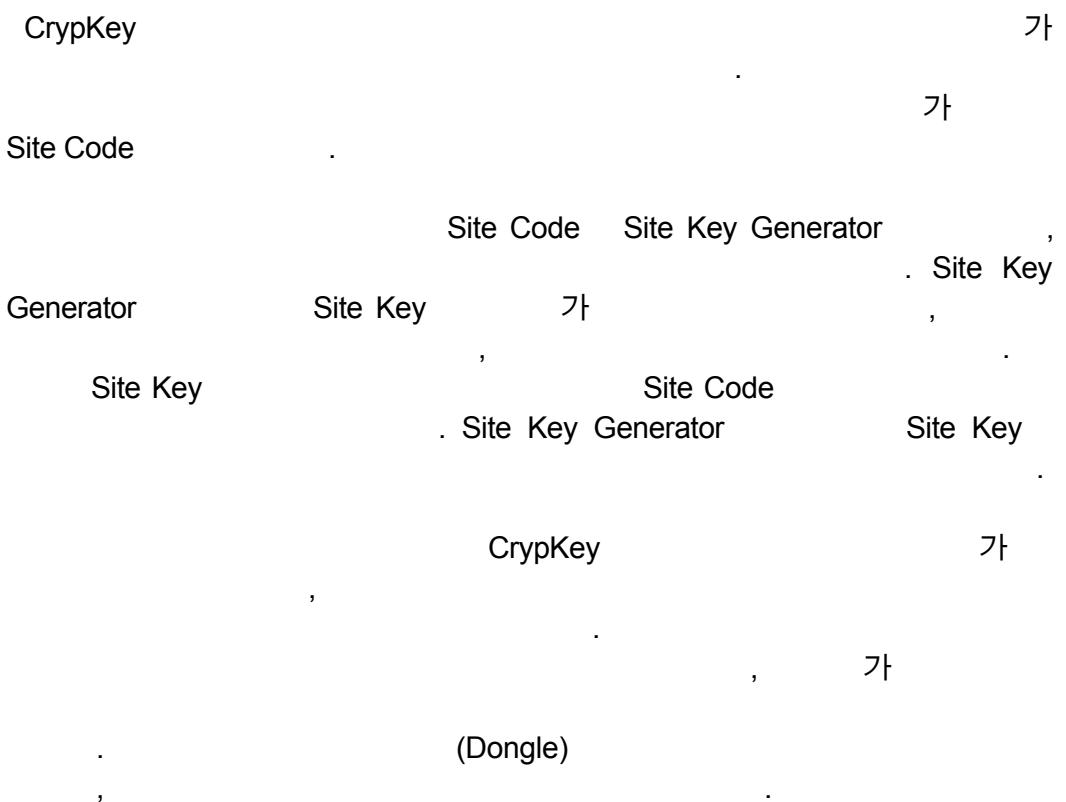 CrypKey 가
.
가
Site Code .
Site Code Site Key Generator ,
. Site Key
Generator Site Key 가 ,
, .
Site Key Site Code
. Site Key Generator Site Key
.
CrypKey 가
,
.
, 가
. (Dongle)
, .